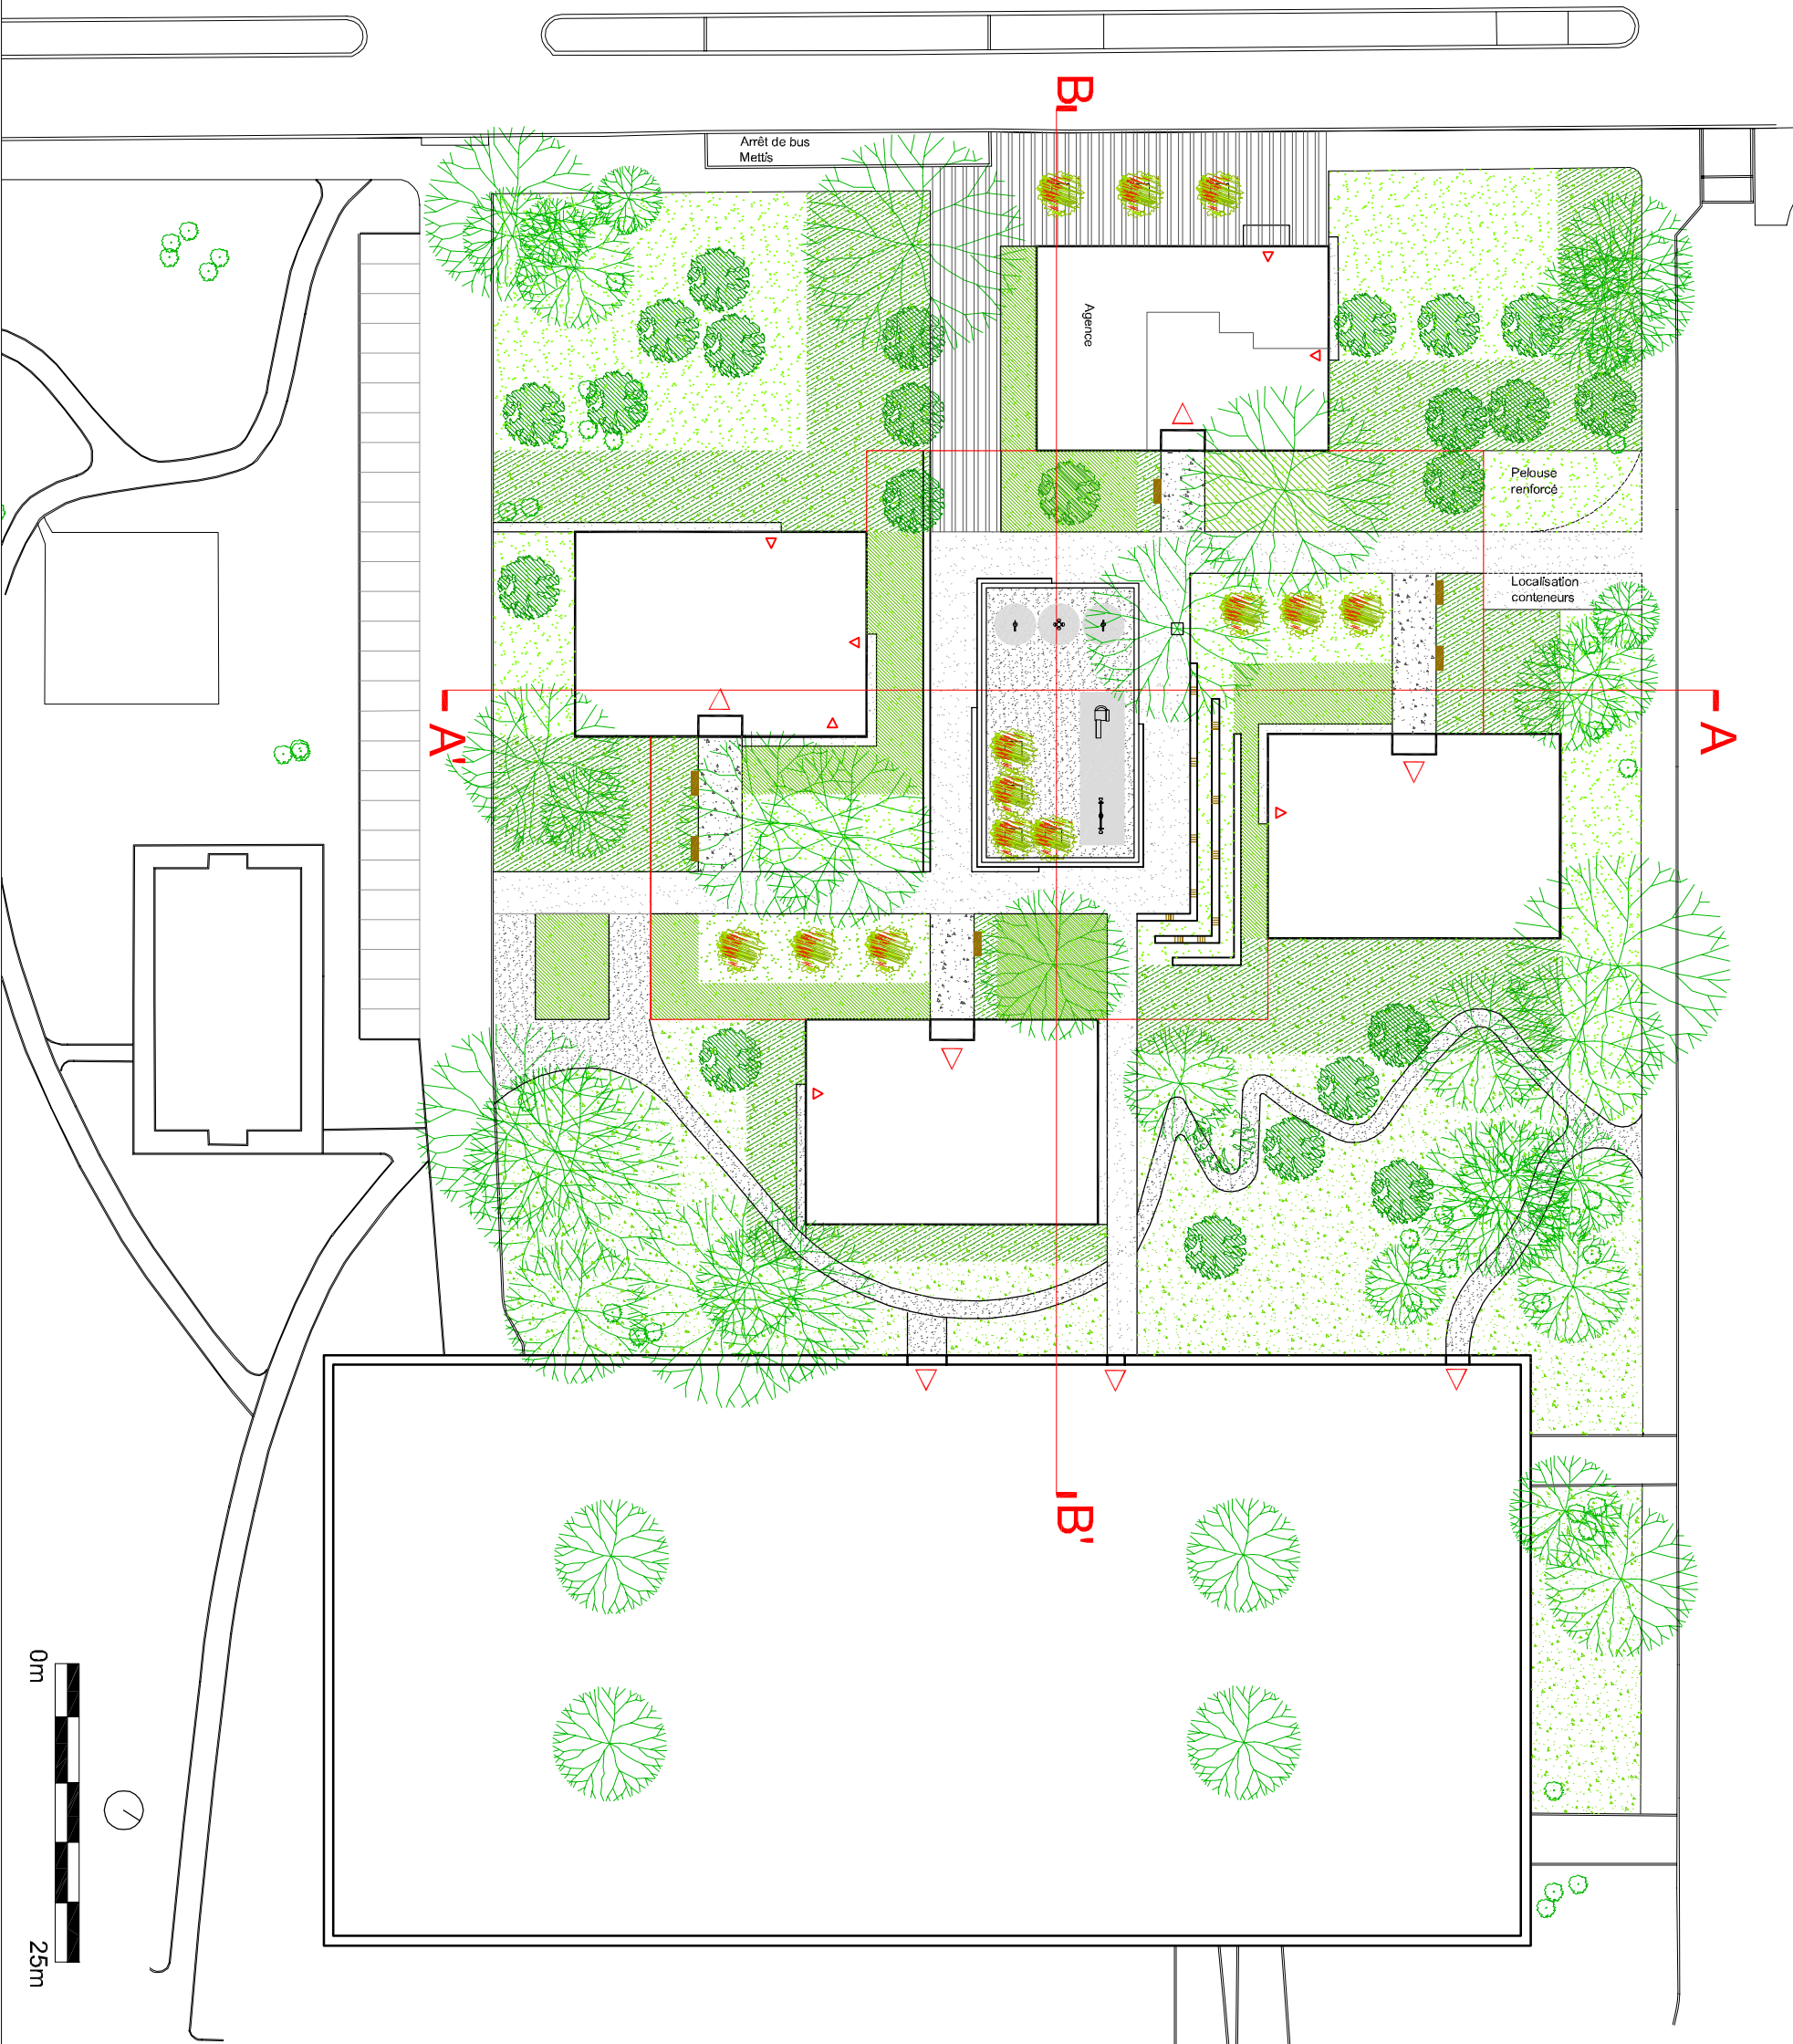 B
Arrêt de bus
Mettis
Agence
Pelouse
renforcé
Localisation
conteneurs
A'
A
B'
0m
25m